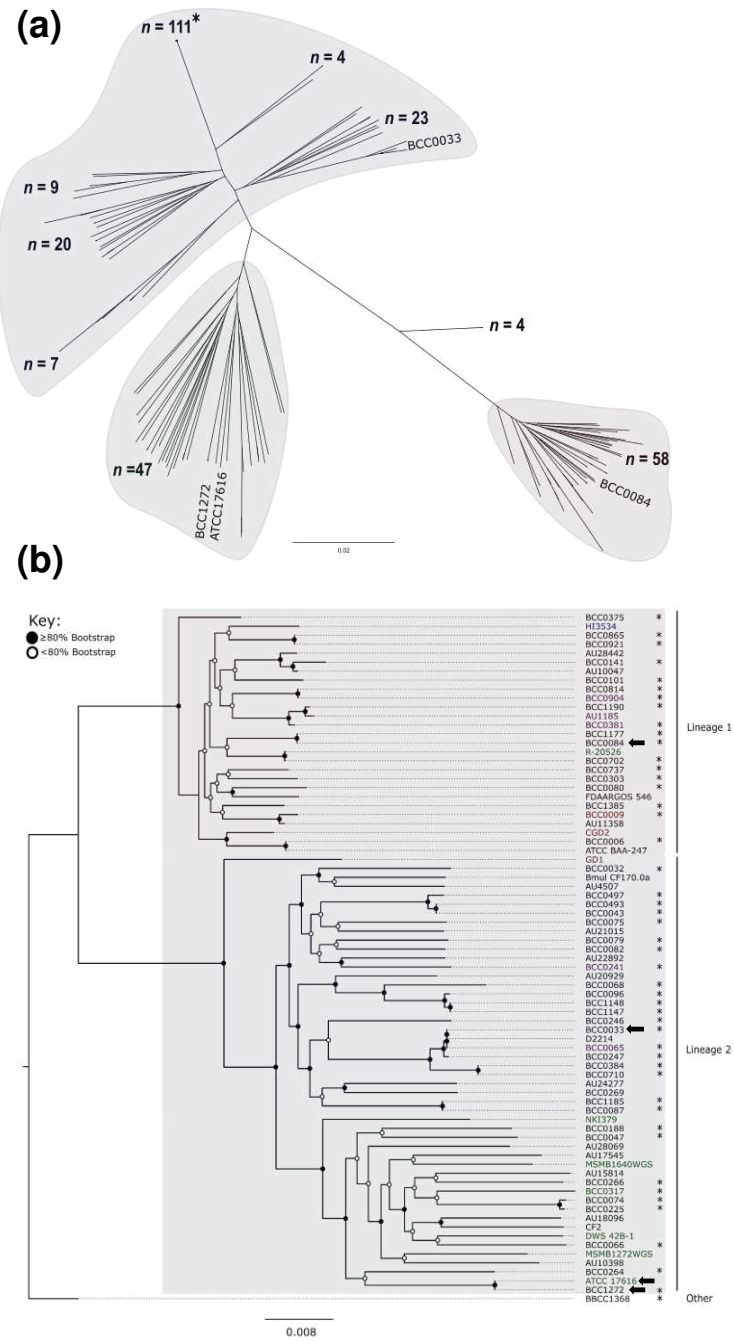 (a)
n = 111*
n = 4
n = 23
BCC0033
n = 9
n = 20
n = 7
n = 4
n =47
BCC1272
ATCC17616
n = 58
BCC0084
0.02
(b)
Key:
≥80% Bootstrap
<80% Bootstrap
BCC0375 *
HI3534
BCC0865 *
BCC0921 *
AU28442
BCC0141 *
AU10047
BCC0101 *
BCC0814 *
BCC0904 *
BCC1190 *
AU1185
BCC0381 *
Lineage 1
BCC1177 *
BCC0084 *
R-20526
BCC0702 *
BCC0737 *
BCC0303 *
BCC0080 *
FDAARGOS 546
BCC1385 *
BCC0009 *
AU11358
CGD2
BCC0006 *
ATCC BAA-247
GD1
BCC0032 *
Bmul CF170.0a
AU4507
BCC0497 *
BCC0493 *
BCC0043 *
BCC0075 *
AU21015
BCC0079 *
BCC0082 *
AU22892
BCC0241 *
AU20929
BCC0068 *
BCC0096 *
BCC1148 *
BCC1147 *
BCC0246 *
BCC0033 *
D2214
BCC0065 *
Lineage 2
BCC0247 *
BCC0384 *
BCC0710 *
AU24277
BCC0269
BCC1185 *
BCC0087 *
NKI379
BCC0188 *
BCC0047 *
AU28069
AU17545
MSMB1640WGS
AU15814
BCC0266 *
BCC0317 *
BCC0074 *
BCC0225 *
AU18096
CF2
DWS 42B-1
BCC0066 *
MSMB1272WGS
AU10398
BCC0264 *
ATCC 17616
BCC1272 *
BBCC1368 *
Other
0.008